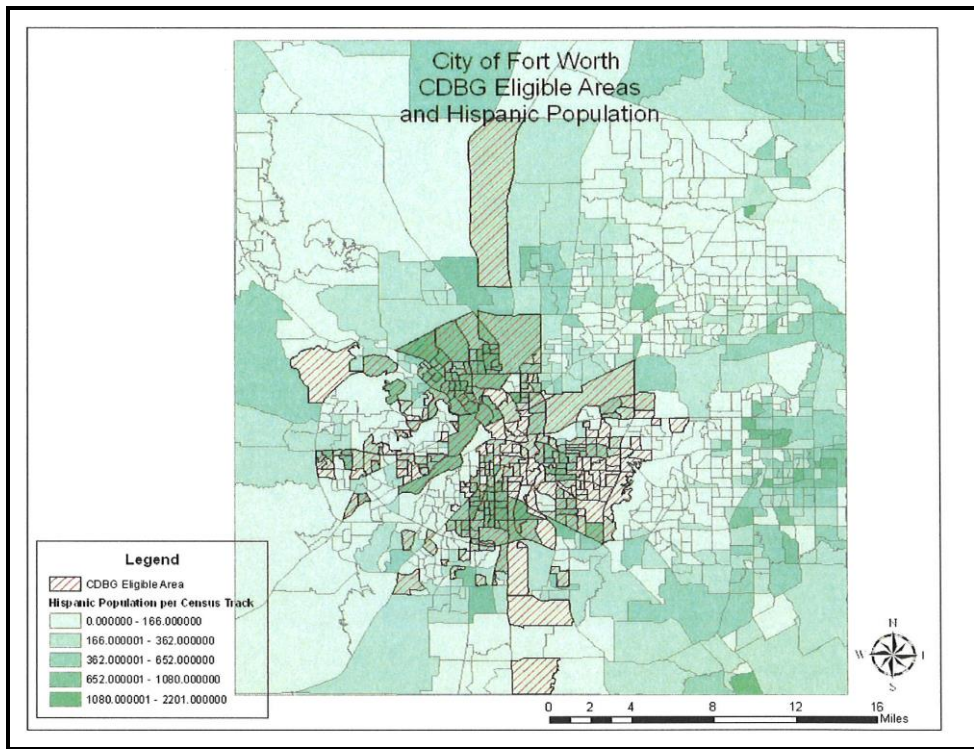 City of Fort Worth
CDBG Eligible Areas
and Hispanic Population
Legend
CDBG Eligible Area
Hispanic Population per Census Track
0.000000 - 166.000000
166.000001 - 362.000000
362.000001 - 652.000000
652.000001 - 1080.000000
1080.000001 - 2201.000000
N
W E
S
0 2 4 8 12 16
Miles